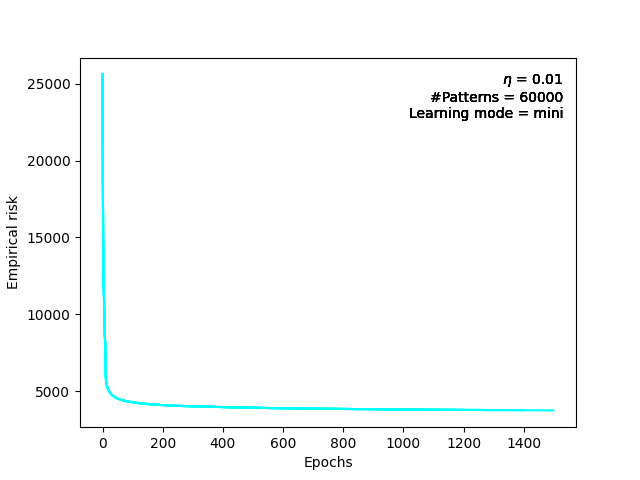 η = 0.01
#Patterns = 60000
Learning mode = mini
25000
20000
15000
10000
5000
Empirical risk
0 200 400 600 800 1000 1200 1400
Epochs